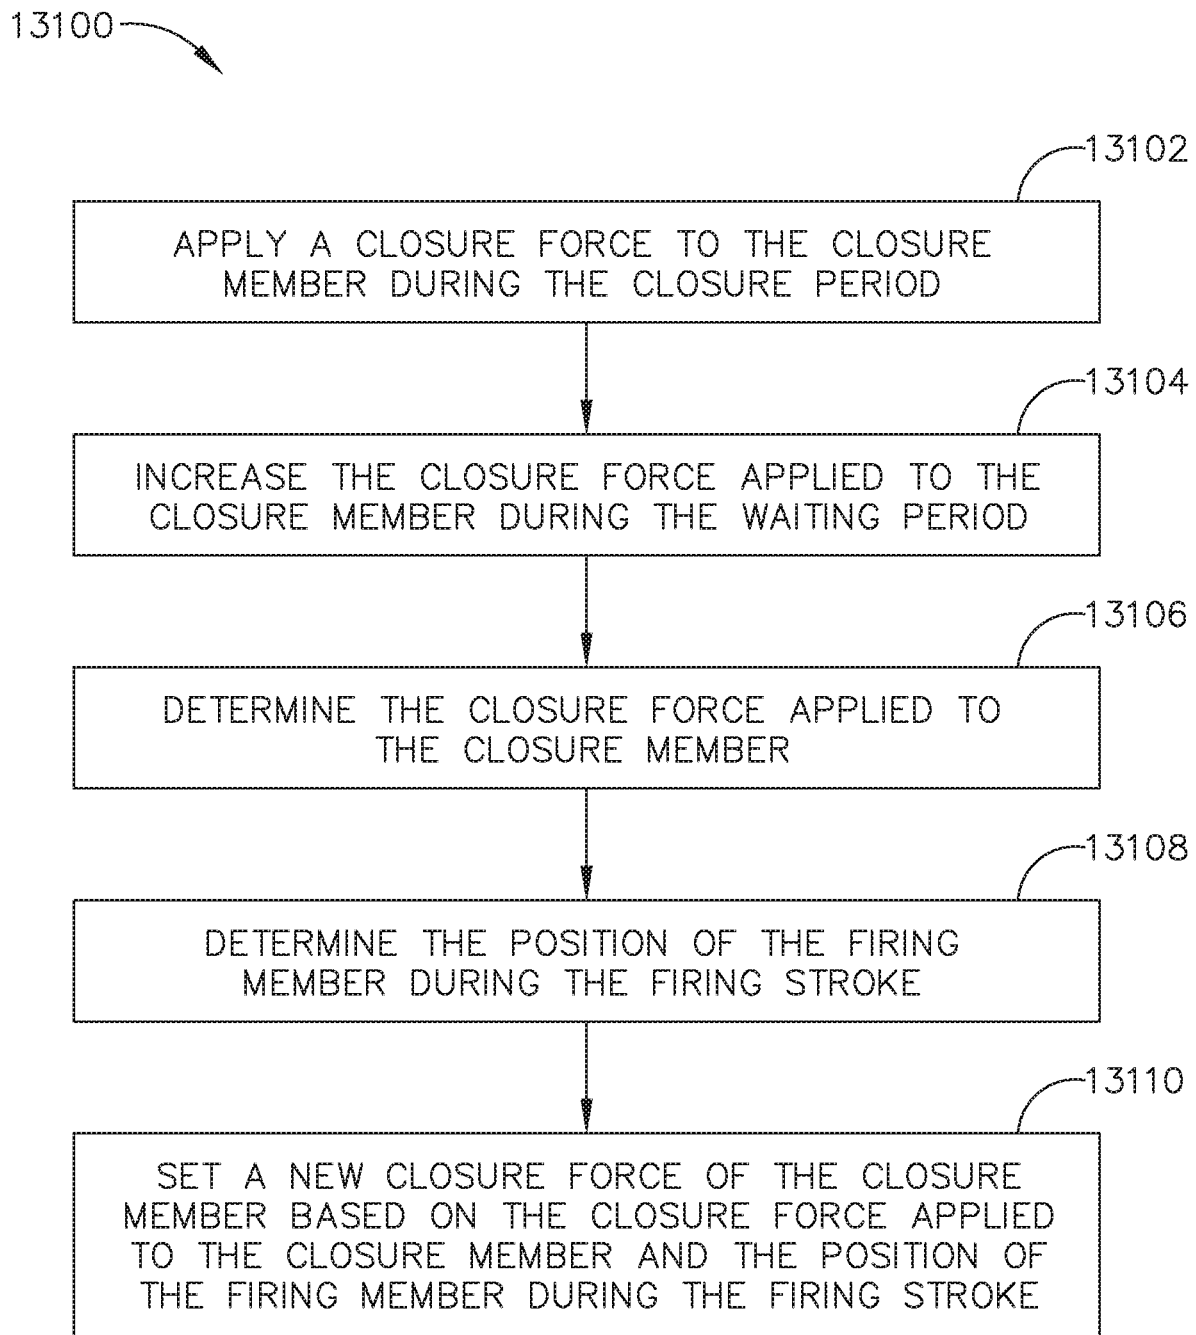 13100
13102
APPLY A CLOSURE FORCE TO THE CLOSURE
MEMBER DURING THE CLOSURE PERIOD
13104
INCREASE THE CLOSURE FORCE APPLIED TO THE
CLOSURE MEMBER DURING THE WAITING PERIOD
13106
DETERMINE THE CLOSURE FORCE APPLIED TO
THE CLOSURE MEMBER
13108
DETERMINE THE POSITION OF THE FIRING
MEMBER DURING THE FIRING STROKE
13110
SET A NEW CLOSURE FORCE OF THE CLOSURE
MEMBER BASED ON THE CLOSURE FORCE APPLIED
TO THE CLOSURE MEMBER AND THE POSITION OF
THE FIRING MEMBER DURING THE FIRING STROKE